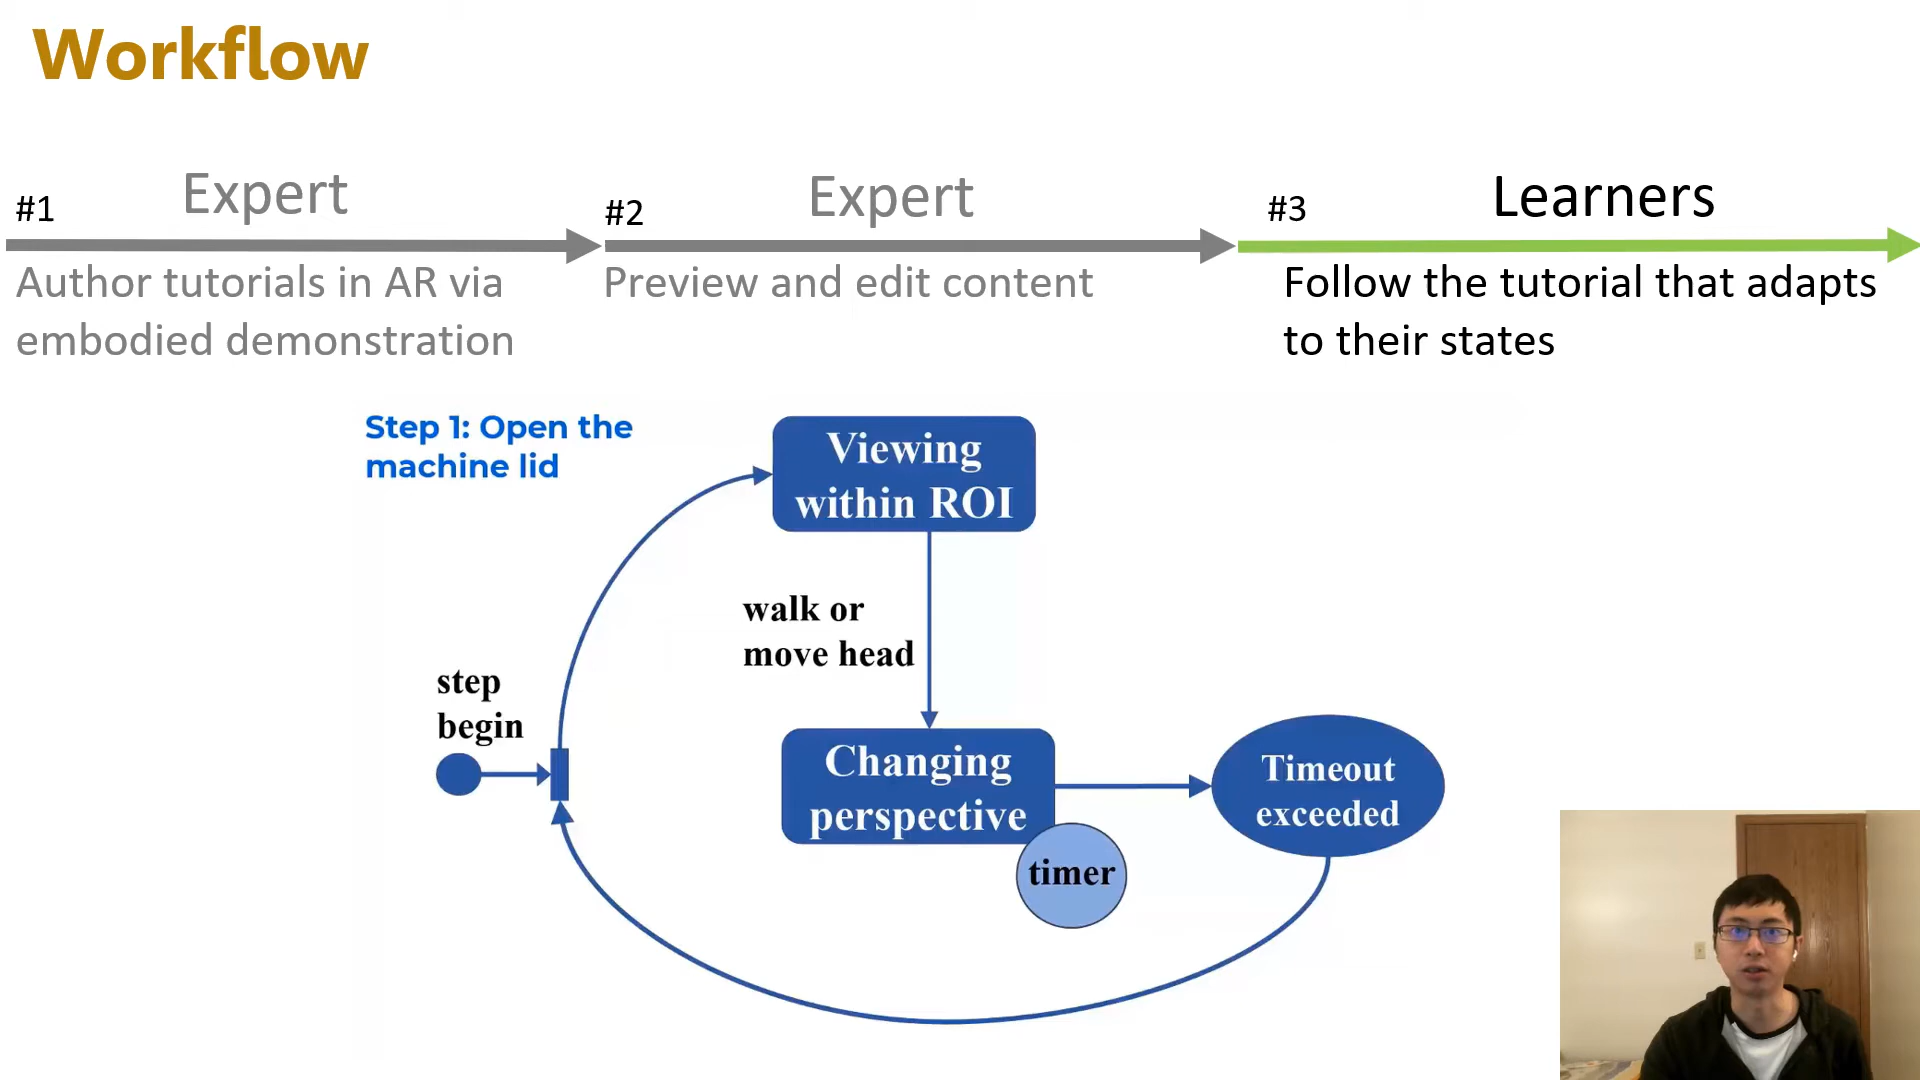 Workflow
#1 Expert
Author tutorials in AR via
embodied demonstration
#2 Expert
Preview and edit content
#3 Learners
Follow the tutorial that adapts
to their states
Step 1: Open the
machine lid
Viewing
within ROI
walk or
move head
step
begin
Changing
perspective
timer
Timeout
exceeded